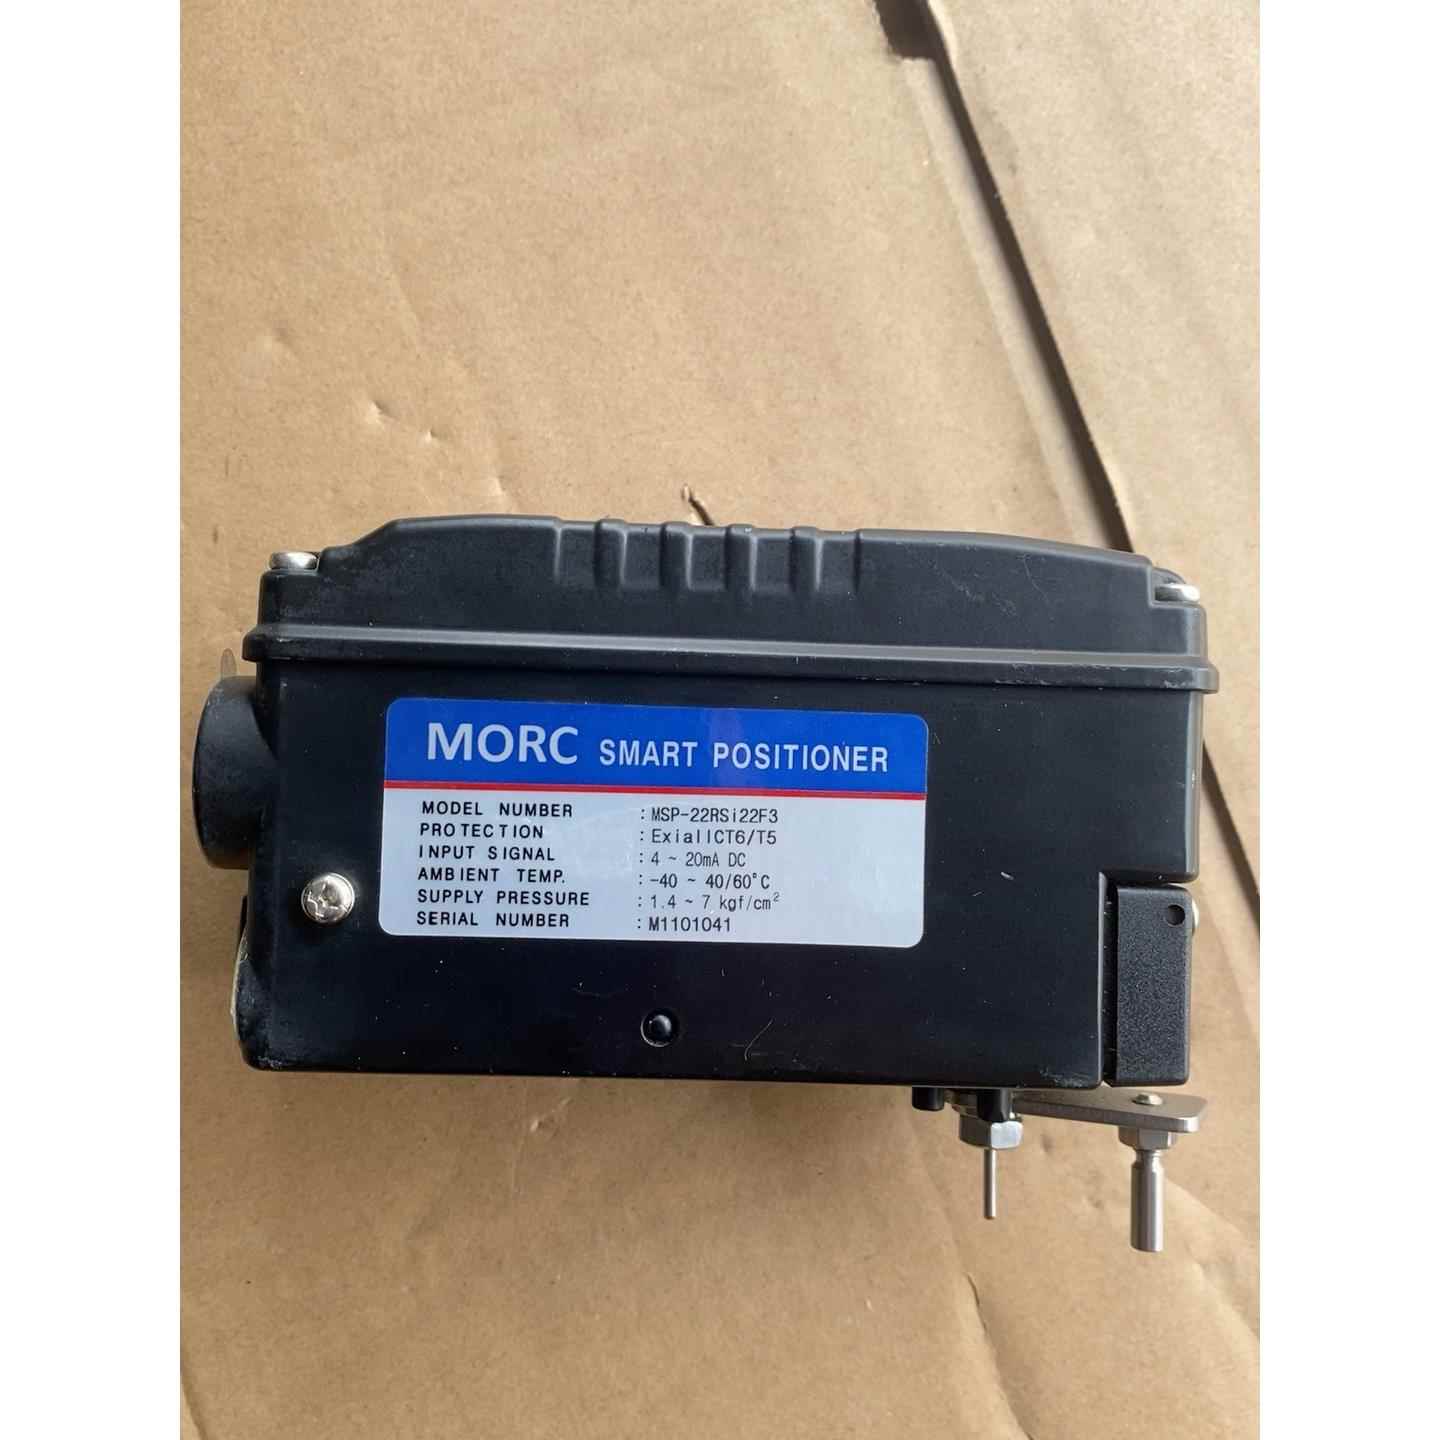 MORC SMART POSITIONER
MODEL NUMBER : MSP-22RSi22F3
PROTECTION : ExiaIICT6/T5
INPUT SIGNAL : 4 ~ 20mA DC
AMBIENT TEMP. : -40 ~ 40/60°C
SUPPLY PRESSURE : 1.4 ~ 7 kgf/cm²
SERIAL NUMBER : M1101041